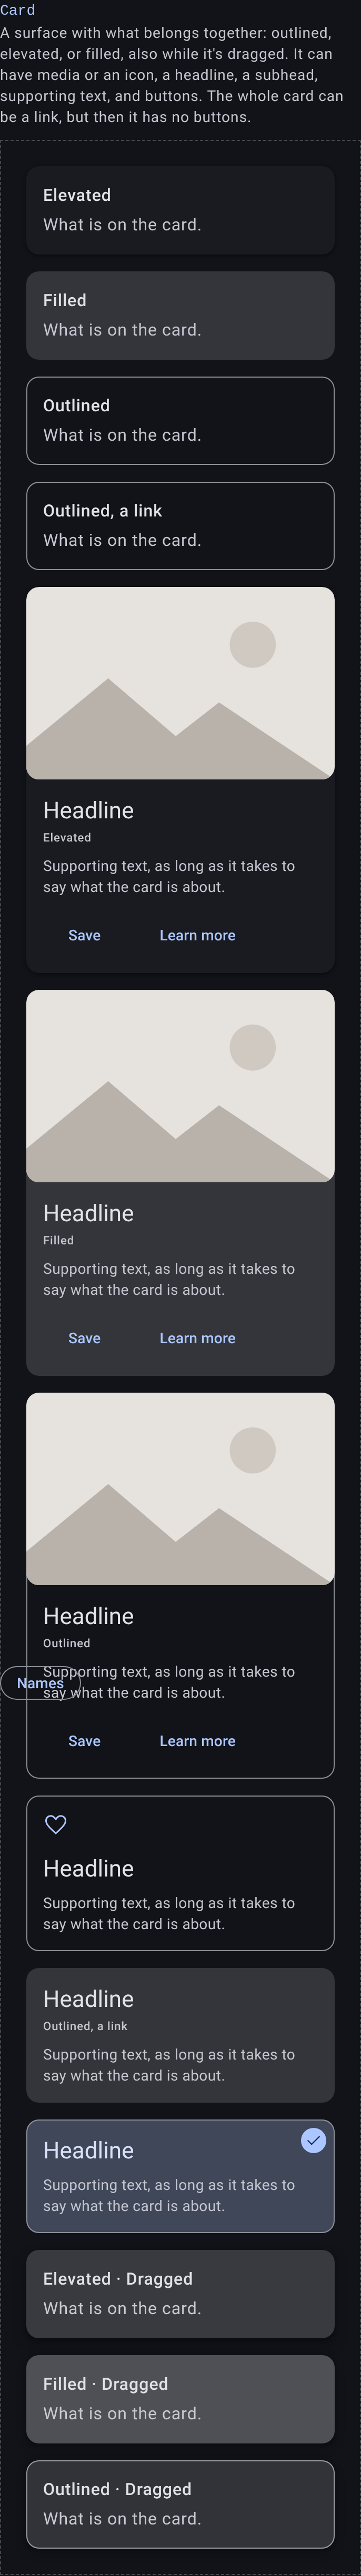 Card
A surface with what belongs together: outlined,
elevated, or filled, also while it's dragged. It can
have media or an icon, a headline, a subhead,
supporting text, and buttons. The whole card can
be a link, but then it has no buttons.
Elevated
What is on the card.
Filled
What is on the card.
Outlined
What is on the card.
Outlined, a link
What is on the card.
Headline
Elevated
Supporting text, as long as it takes to
say what the card is about.
Save Learn more
Headline
Filled
Supporting text, as long as it takes to
say what the card is about.
Save Learn more
Headline
Outlined
Supporting text, as long as it takes to
Names
say what the card is about.
Save Learn more
Headline
Supporting text, as long as it takes to
say what the card is about.
Headline
Outlined, a link
Supporting text, as long as it takes to
say what the card is about.
Headline
Supporting text, as long as it takes to
say what the card is about.
Elevated · Dragged
What is on the card.
Filled · Dragged
What is on the card.
Outlined · Dragged
What is on the card.